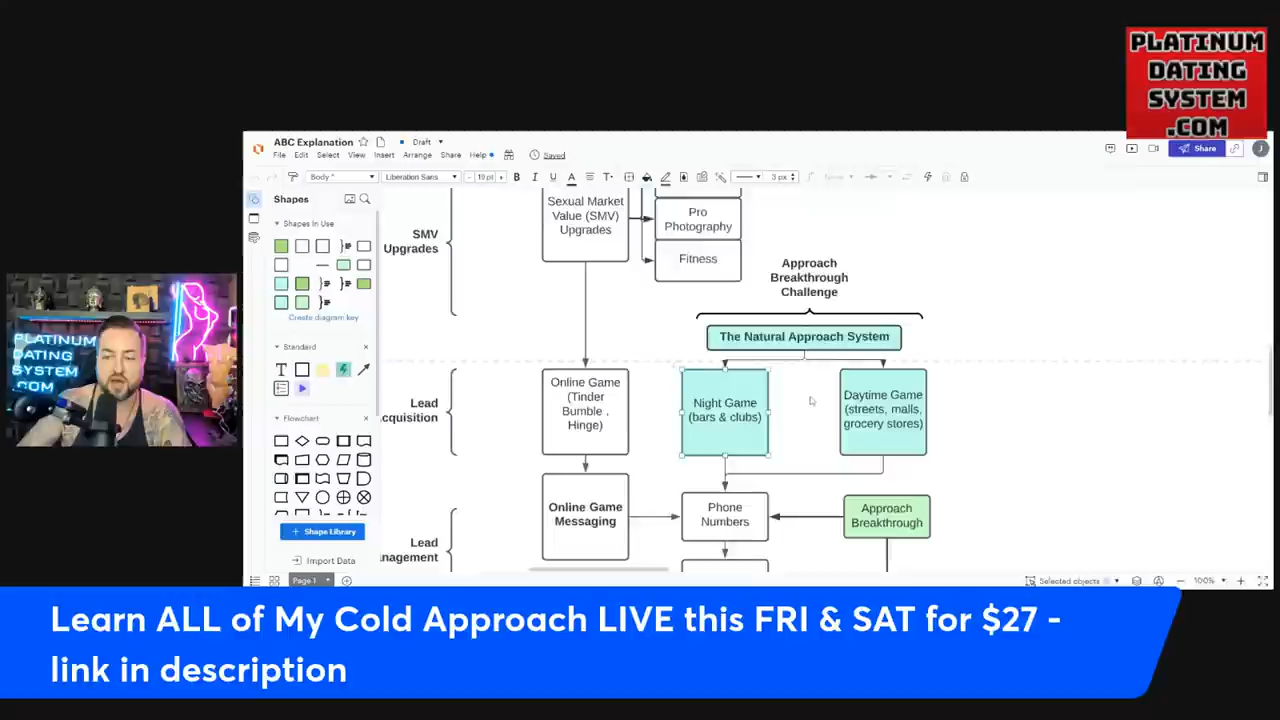 PLATINUM
DATING
SYSTEM
.COM
ABC Explanation
Draft
File Edit Select View Insert Arrange Share Help
Saved
Share
J
Body
Liberation Sans
10 pt
B I U A
3 px
Shapes
Shapes In Use
Create diagram key
Standard
T
Flowchart
+ Shape Library
Import Data
Page 1
SMV
Upgrades
Sexual Market
Value (SMV)
Upgrades
Pro
Photography
Fitness
Approach
Breakthrough
Challenge
The Natural Approach System
Lead
cquisition
Online Game
(Tinder
Bumble ,
Hinge)
Night Game
(bars & clubs)
Daytime Game
(streets, malls,
grocery stores)
Online Game
Messaging
Phone
Numbers
Approach
Breakthrough
Lead
nagement
Selected objects
100%
PLATINUM
DATING
SYSTEM
.COM
Learn ALL of My Cold Approach LIVE this FRI & SAT for $27 -
link in description